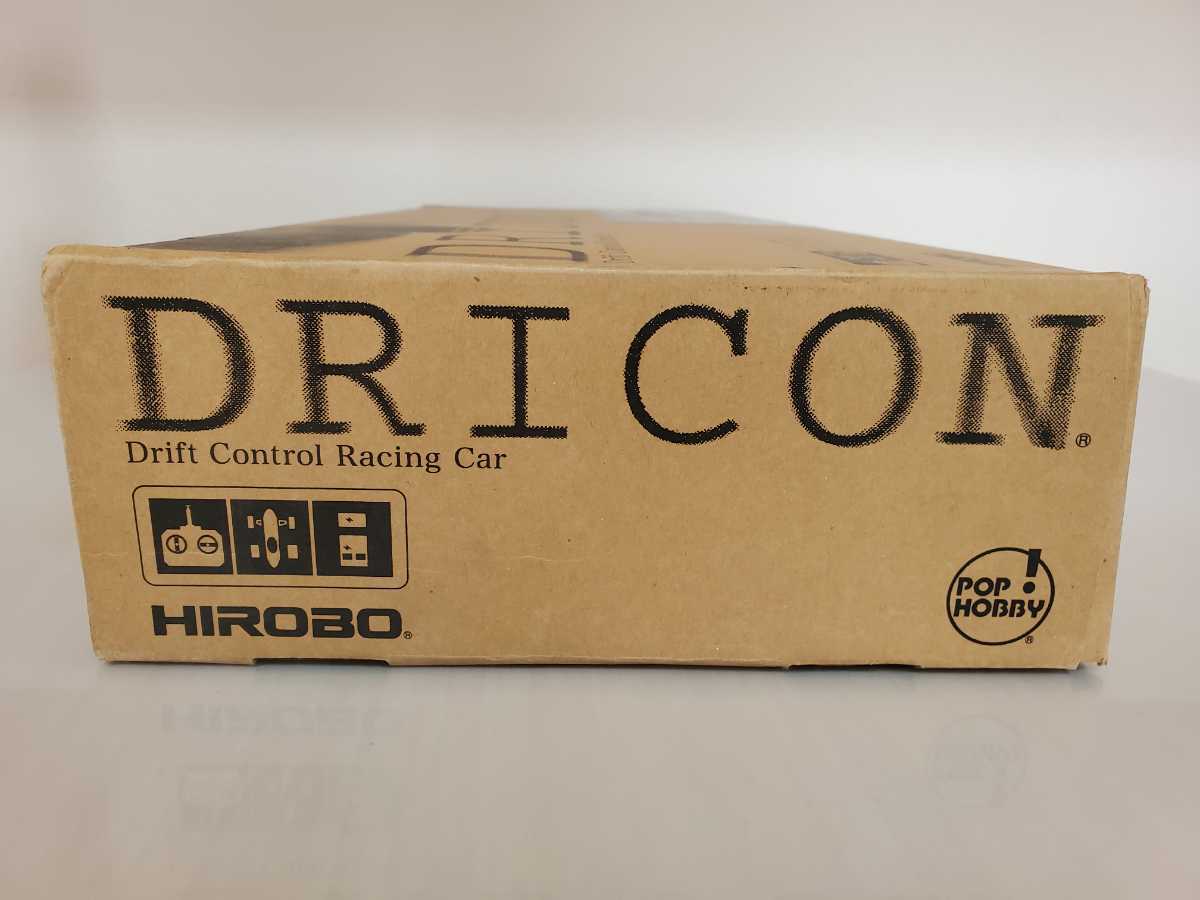 DRICON®
Drift Control Racing Car
HIROBO®
POP!
HOBBY®